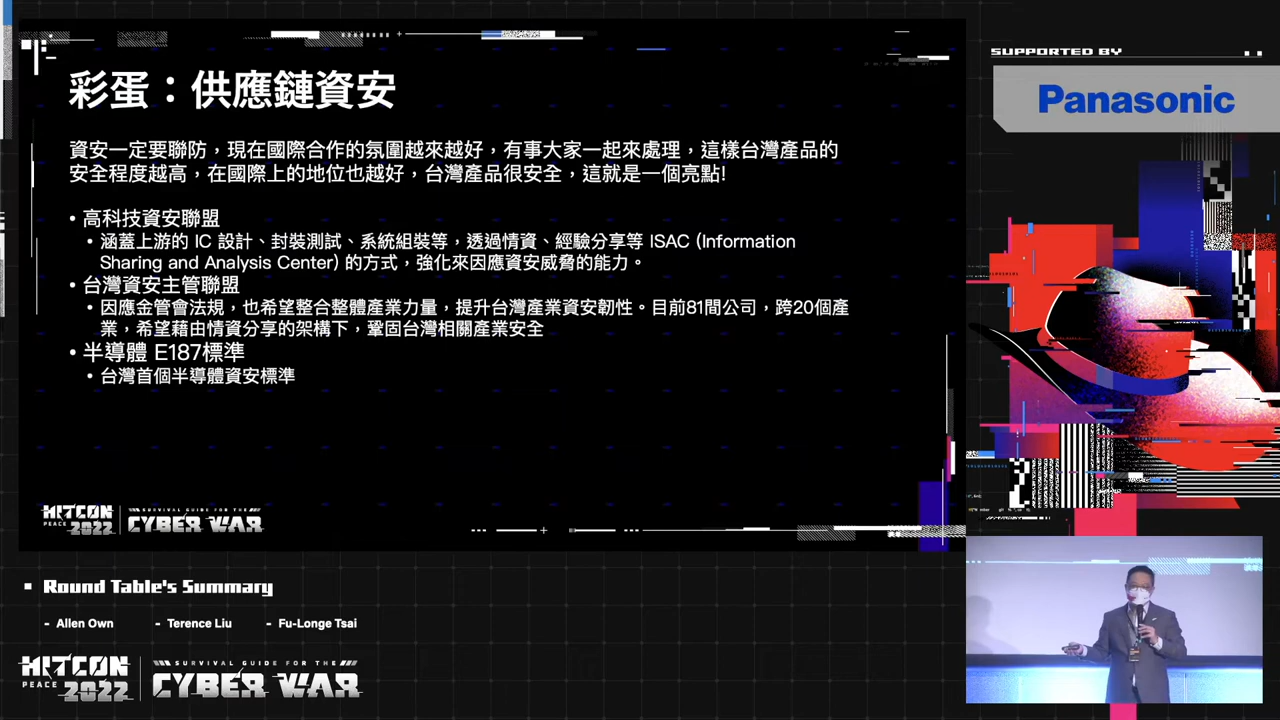 彩蛋：供應鏈資安
資安一定要聯防，現在國際合作的氛圍越來越好，有事大家一起來處理，這樣台灣產品的
安全程度越高，在國際上的地位也越好，台灣產品很安全，這就是一個亮點!
• 高科技資安聯盟
• 涵蓋上游的 IC 設計、封裝測試、系統組裝等，透過情資、經驗分享等 ISAC (Information
Sharing and Analysis Center) 的方式，強化來因應資安威脅的能力。
• 台灣資安主管聯盟
• 因應金管會法規，也希望整合整體產業力量，提升台灣產業資安韌性。目前81間公司，跨20個產
業，希望藉由情資分享的架構下，鞏固台灣相關產業安全
• 半導體 E187標準
• 台灣首個半導體資安標準
HITCON
PEACE 2022
SURVIVAL GUIDE FOR THE
CYBER WAR
SUPPORTED BY
Panasonic
Round Table's Summary
- Allen Own - Terence Liu - Fu-Longe Tsai
HITCON
PEACE 2022
SURVIVAL GUIDE FOR THE
CYBER WAR